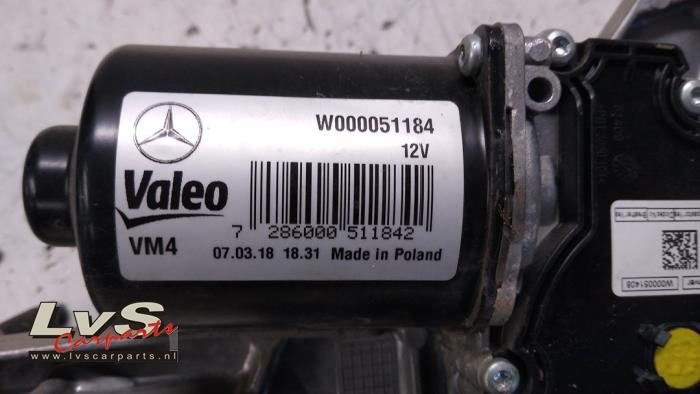 W000051184
12V
Valeo
7 286000 511842
VM4
07.03.18 18.31 Made in Poland
W000051408
LvS
Carparts
www.lvscarparts.nl